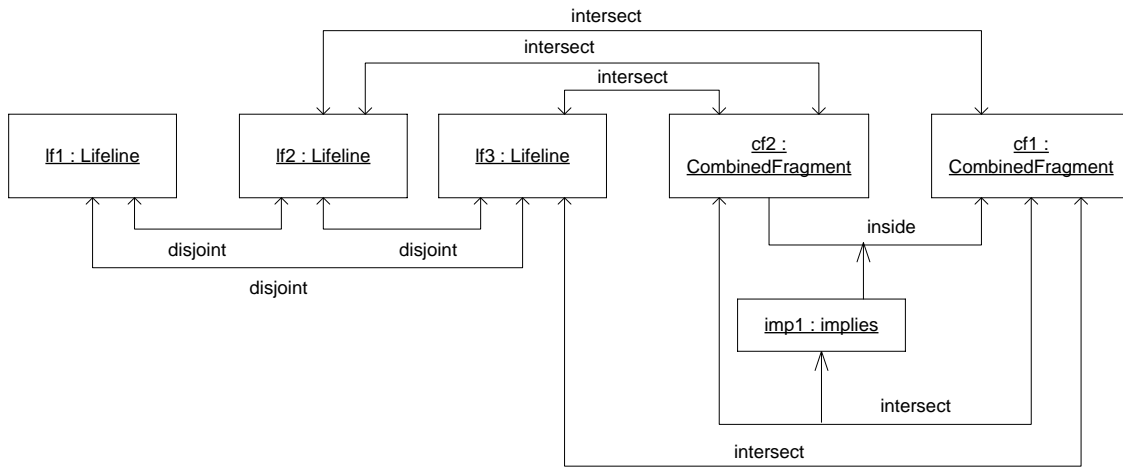 intersect
intersect
intersect
lf1 : Lifeline
lf2 : Lifeline
lf3 : Lifeline
cf2 :
CombinedFragment
cf1 :
CombinedFragment
inside
disjoint
disjoint
disjoint
imp1 : implies
intersect
intersect